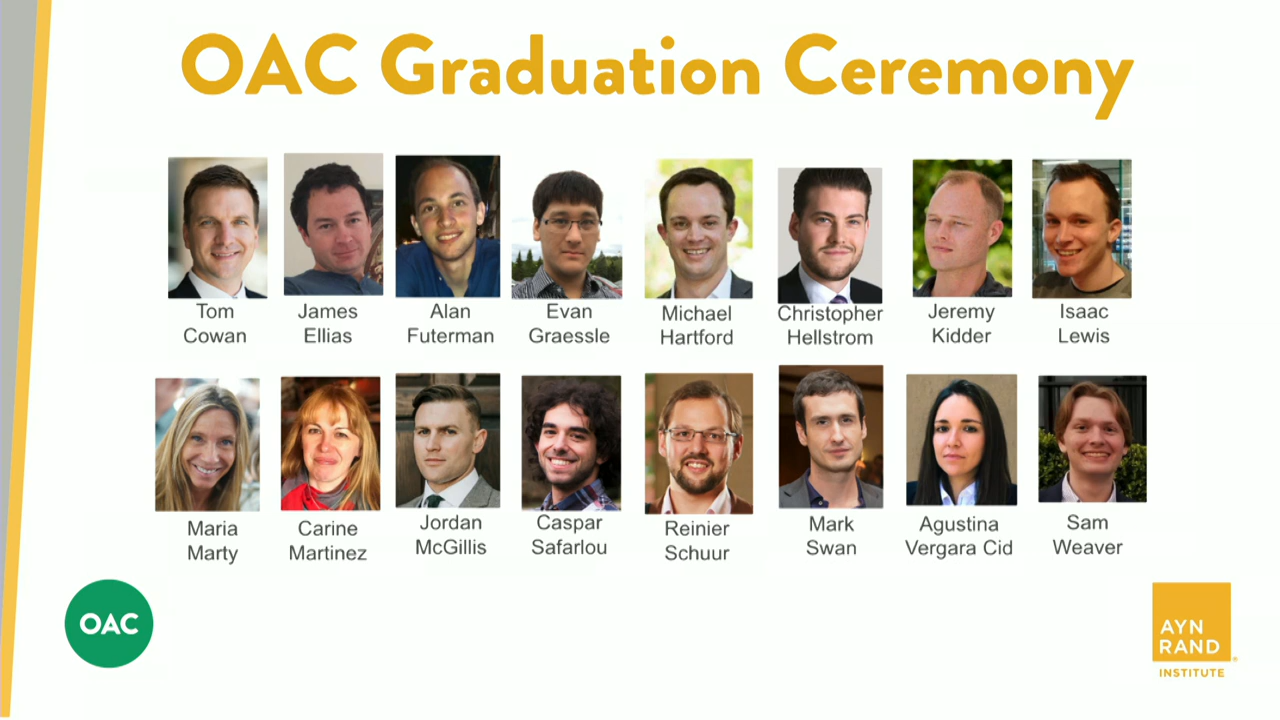 OAC Graduation Ceremony
Tom
Cowan
James
Ellias
Alan
Futerman
Evan
Graessle
Michael
Hartford
Christopher
Hellstrom
Jeremy
Kidder
Isaac
Lewis
Maria
Marty
Carine
Martinez
Jordan
McGillis
Caspar
Safarlou
Reinier
Schuur
Mark
Swan
Agustina
Vergara Cid
Sam
Weaver
OAC
AYN
RAND
INSTITUTE